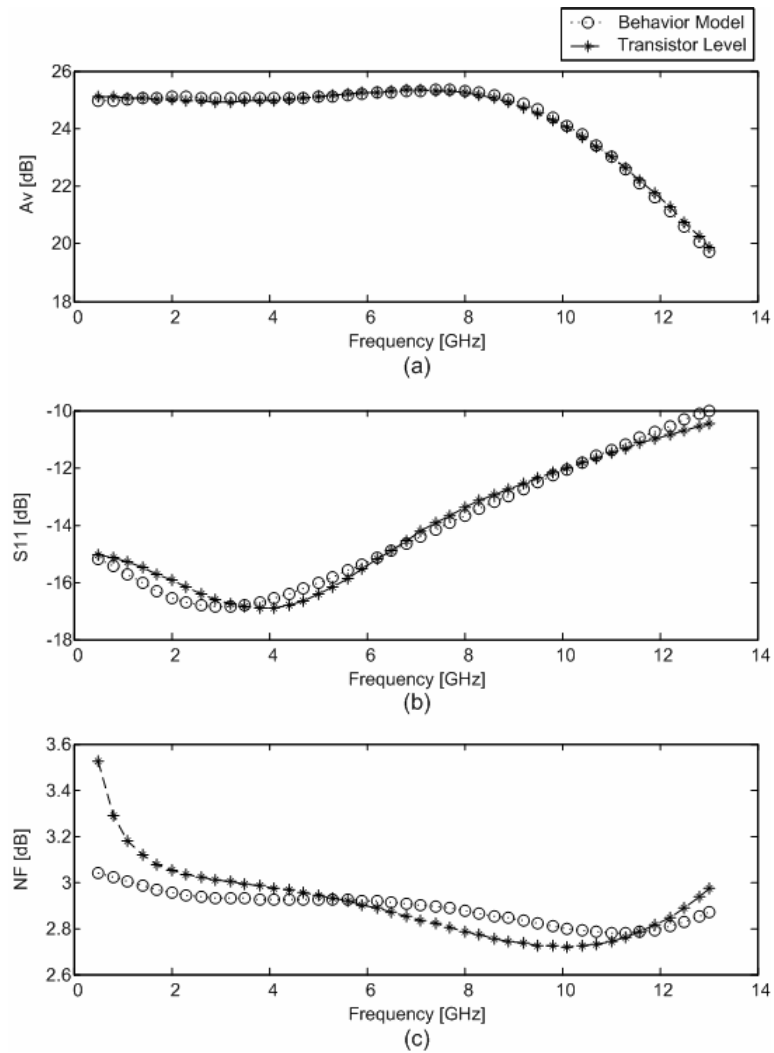 Behavior Model
Transistor Level
26
24
22
20
18
Av [dB]
0 2 4 6 8 10 12 14
Frequency [GHz]
(a)
-10
-12
-14
-16
-18
S11 [dB]
0 2 4 6 8 10 12 14
Frequency [GHz]
(b)
3.6
3.4
3.2
3
2.8
2.6
NF [dB]
0 2 4 6 8 10 12 14
Frequency [GHz]
(c)